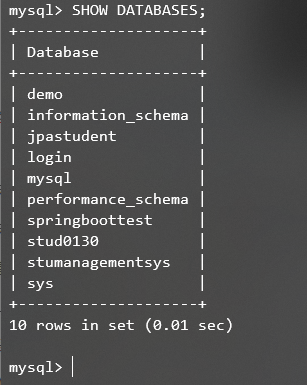 mysql> SHOW DATABASES;
+--------------------+
| Database           |
+--------------------+
| demo               |
| information_schema |
| jpastudent         |
| login              |
| mysql              |
| performance_schema |
| springboottest     |
| stud0130           |
| stumanagementsys   |
| sys                |
+--------------------+
10 rows in set (0.01 sec)
mysql>